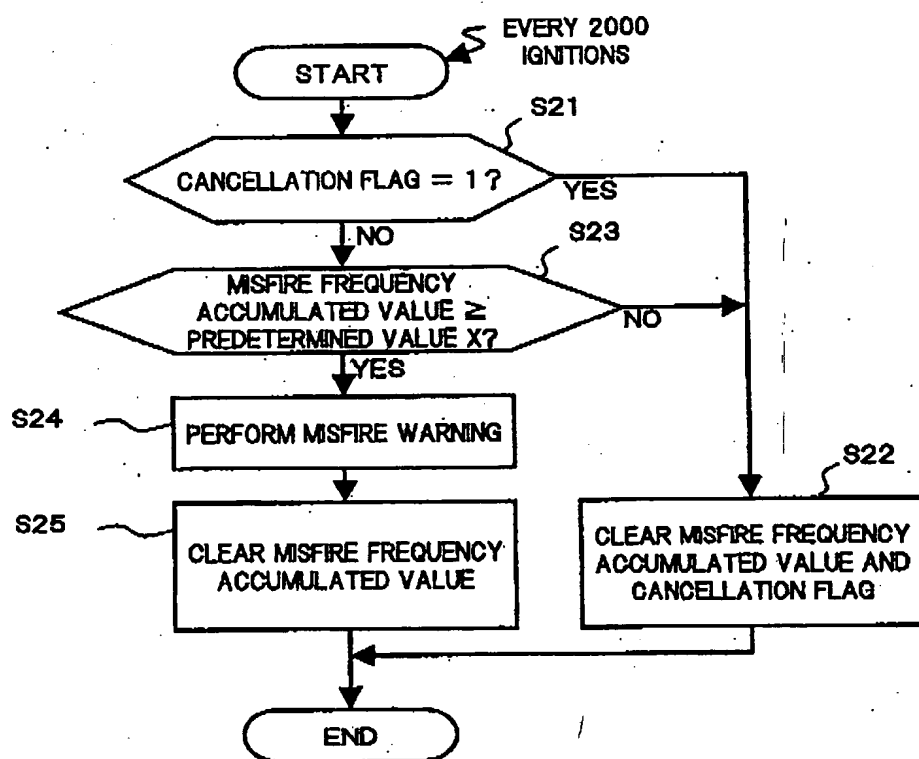 EVERY 2000
IGNITIONS
START
S21
CANCELLATION FLAG = 1?
YES
NO
S23
MISFIRE FREQUENCY
ACCUMULATED VALUE ≥
PREDETERMINED VALUE X?
NO
YES
S24
PERFORM MISFIRE WARNING
S22
S25
CLEAR MISFIRE FREQUENCY
ACCUMULATED VALUE
CLEAR MISFIRE FREQUENCY
ACCUMULATED VALUE AND
CANCELLATION FLAG
END